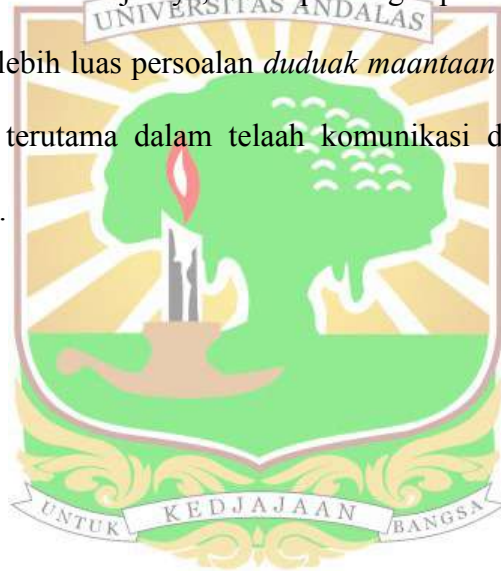 UNIVERSITAS ANDALAS
lebih luas persoalan duduak maantaan
terutama dalam telaah komunikasi d
.
UNTUK KEDJAJAAN BANGSA